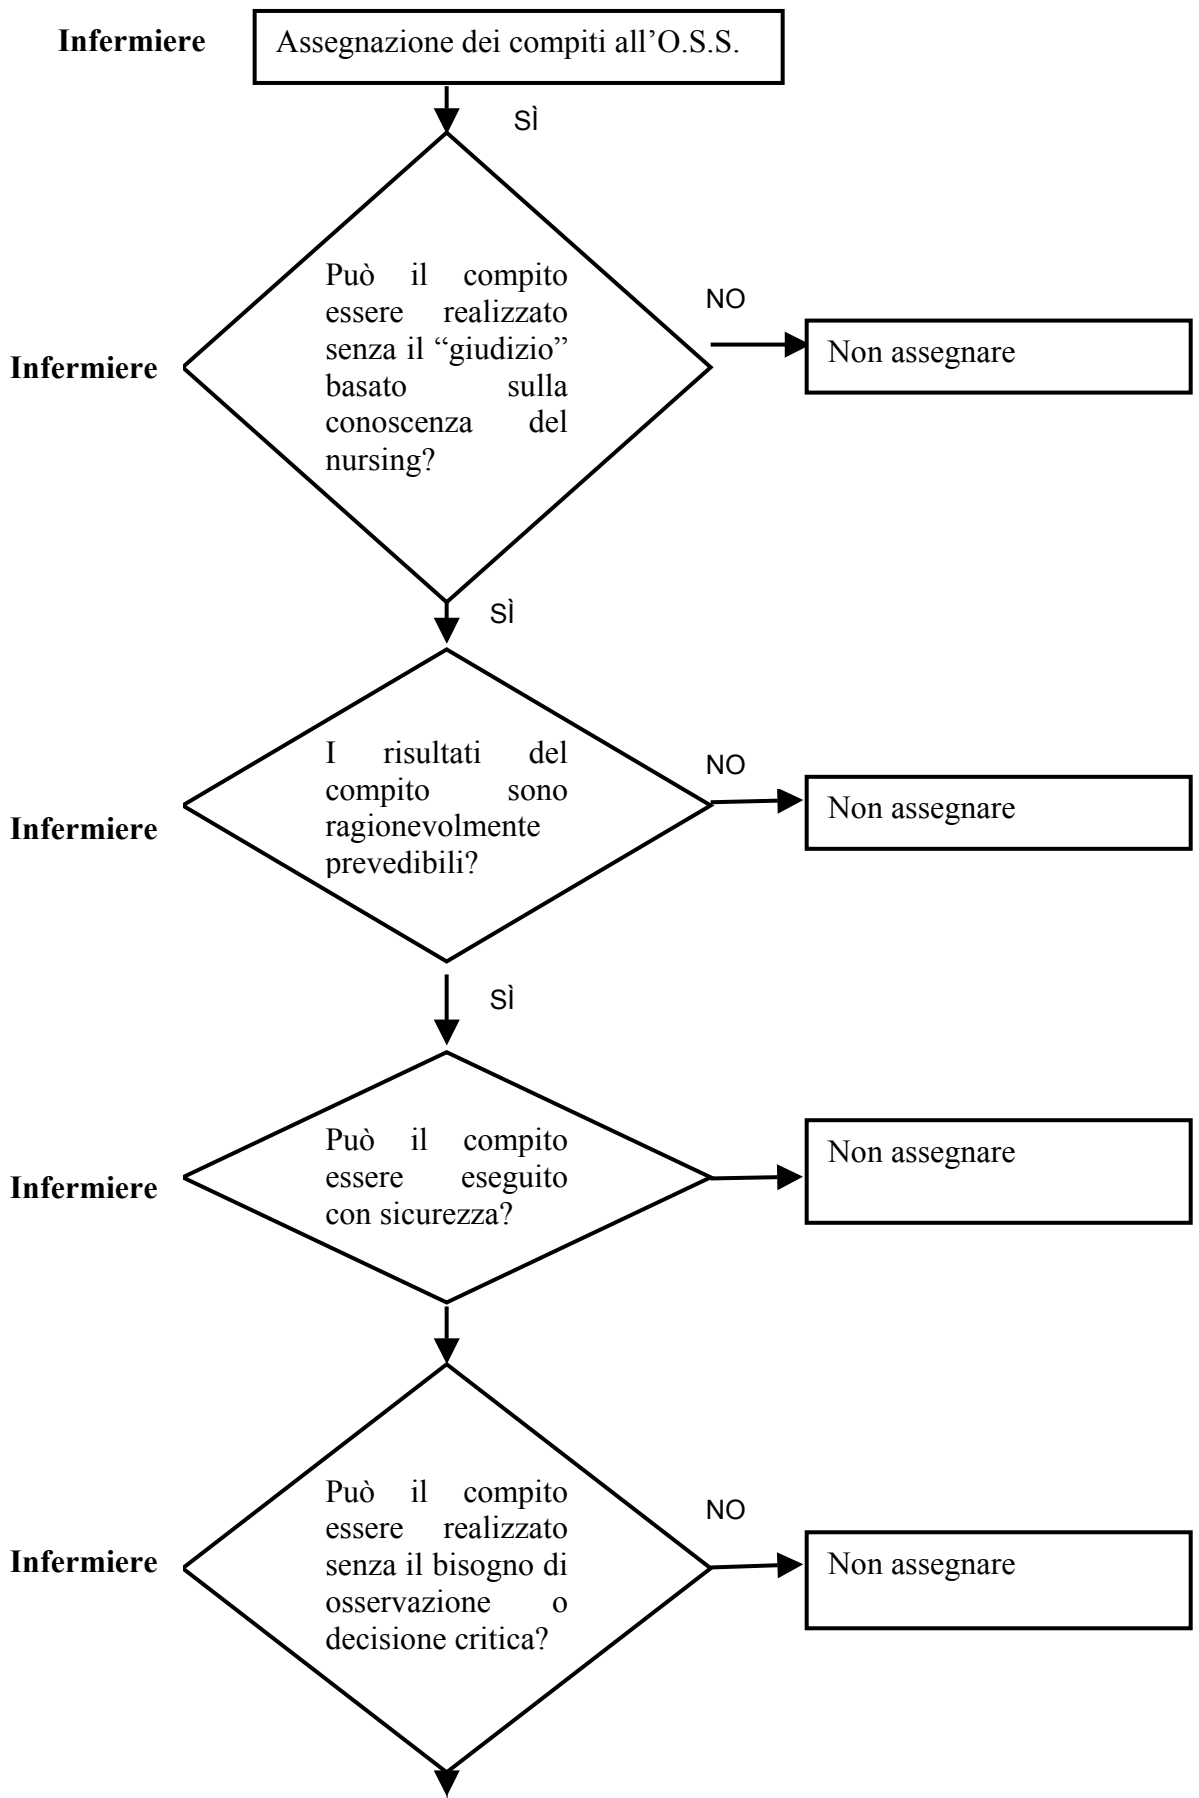 Infermiere
Assegnazione dei compiti all’O.S.S.
SÌ
Può il compito
essere realizzato
senza il “giudizio”
basato sulla
conoscenza del
nursing?
Infermiere
NO
Non assegnare
SÌ
I risultati del
compito sono
ragionevolmente
prevedibili?
Infermiere
NO
Non assegnare
SÌ
Può il compito
essere eseguito
con sicurezza?
Infermiere
Non assegnare
Può il compito
essere realizzato
senza il bisogno di
osservazione o
decisione critica?
Infermiere
NO
Non assegnare